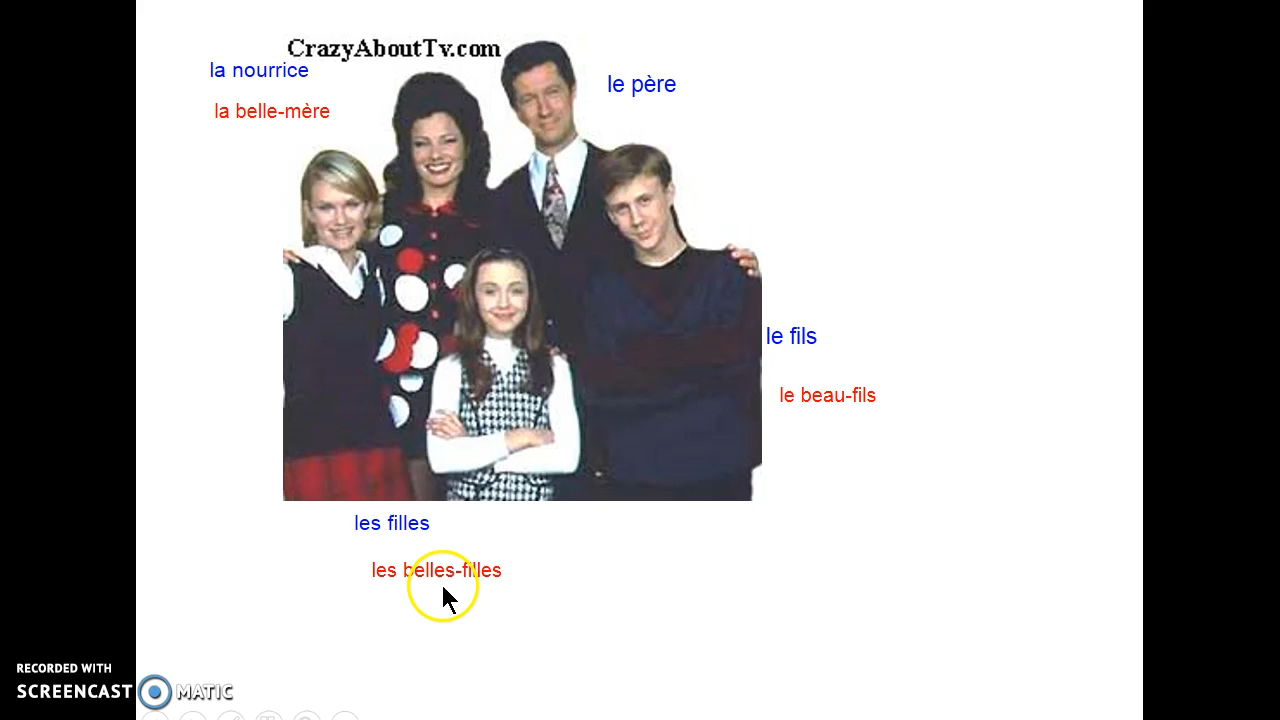 CrazyAboutTv.com
la nourrice
le père
la belle-mère
le fils
le beau-fils
les filles
les belles-filles
RECORDED WITH
SCREENCAST MATIC